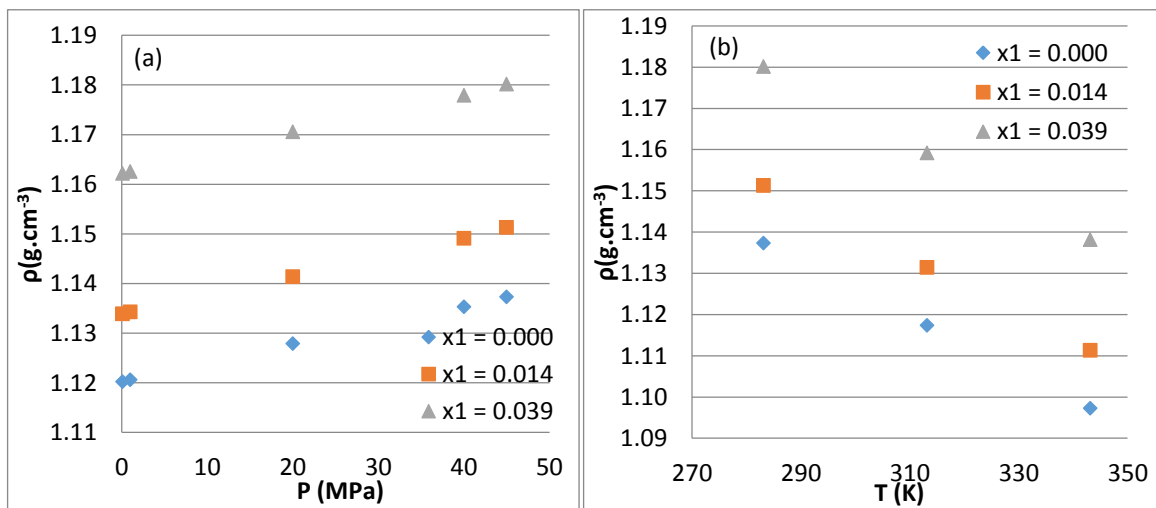 (a)
ρ(g.cm⁻³)
1.19
1.18
1.17
1.16
1.15
1.14
1.13
1.12
1.11
x1 = 0.000
x1 = 0.014
x1 = 0.039
0 10 20 30 40 50
P (MPa)
(b)
ρ(g.cm⁻³)
1.19
1.18
1.17
1.16
1.15
1.14
1.13
1.12
1.11
1.10
1.09
x1 = 0.000
x1 = 0.014
x1 = 0.039
270 290 310 330 350
T (K)